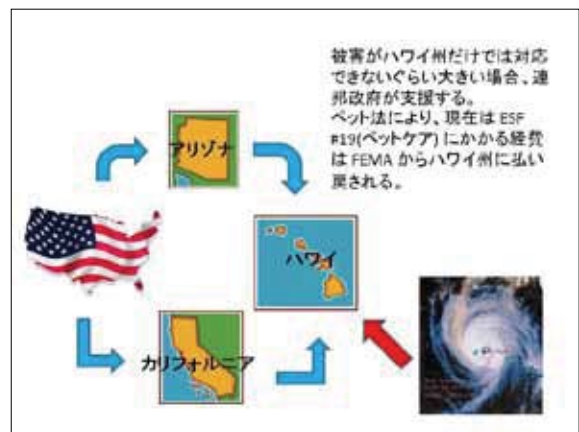 被害がハワイ州だけでは対応
できないぐらい大きい場合、連
邦政府が支援する。
ペット法により、現在は ESF
#19(ペットケア) にかかる経費
は FEMA からハワイ州に払い
戻される。
アリゾナ
ハワイ
カリフォルニア